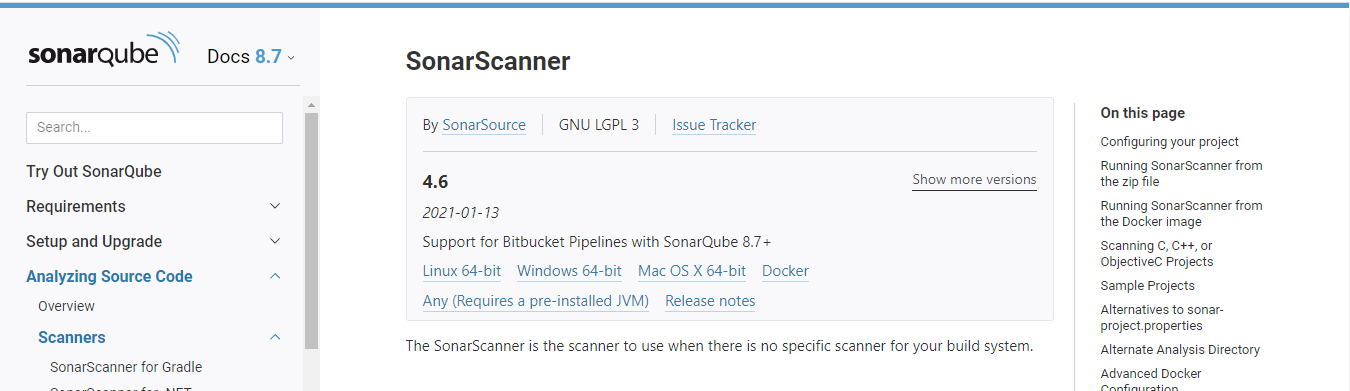 sonarqube Docs 8.7
Search...
Try Out SonarQube
Requirements
Setup and Upgrade
Analyzing Source Code
Overview
Scanners
SonarScanner for Gradle
SonarScanner for .NET
SonarScanner
By SonarSource GNU LGPL 3 Issue Tracker
4.6 Show more versions
2021-01-13
Support for Bitbucket Pipelines with SonarQube 8.7+
Linux 64-bit Windows 64-bit Mac OS X 64-bit Docker
Any (Requires a pre-installed JVM) Release notes
The SonarScanner is the scanner to use when there is no specific scanner for your build system.
On this page
Configuring your project
Running SonarScanner from
the zip file
Running SonarScanner from
the Docker image
Scanning C, C++, or
ObjectiveC Projects
Sample Projects
Alternatives to sonar-
project.properties
Alternate Analysis Directory
Advanced Docker
Configuration